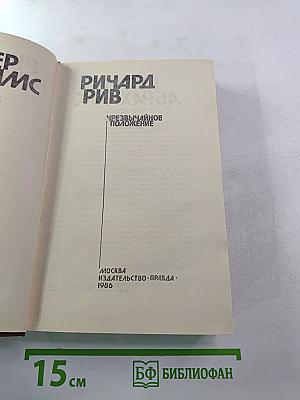 ЕР
МС
РИЧАРД
РИВ
ЧРЕЗВЫЧАЙНОЕ
ПОЛОЖЕНИЕ
МОСКВА
ИЗДАТЕЛЬСТВО «ПРАВДА»
1986
15 см
БФ БИБЛИОФАН